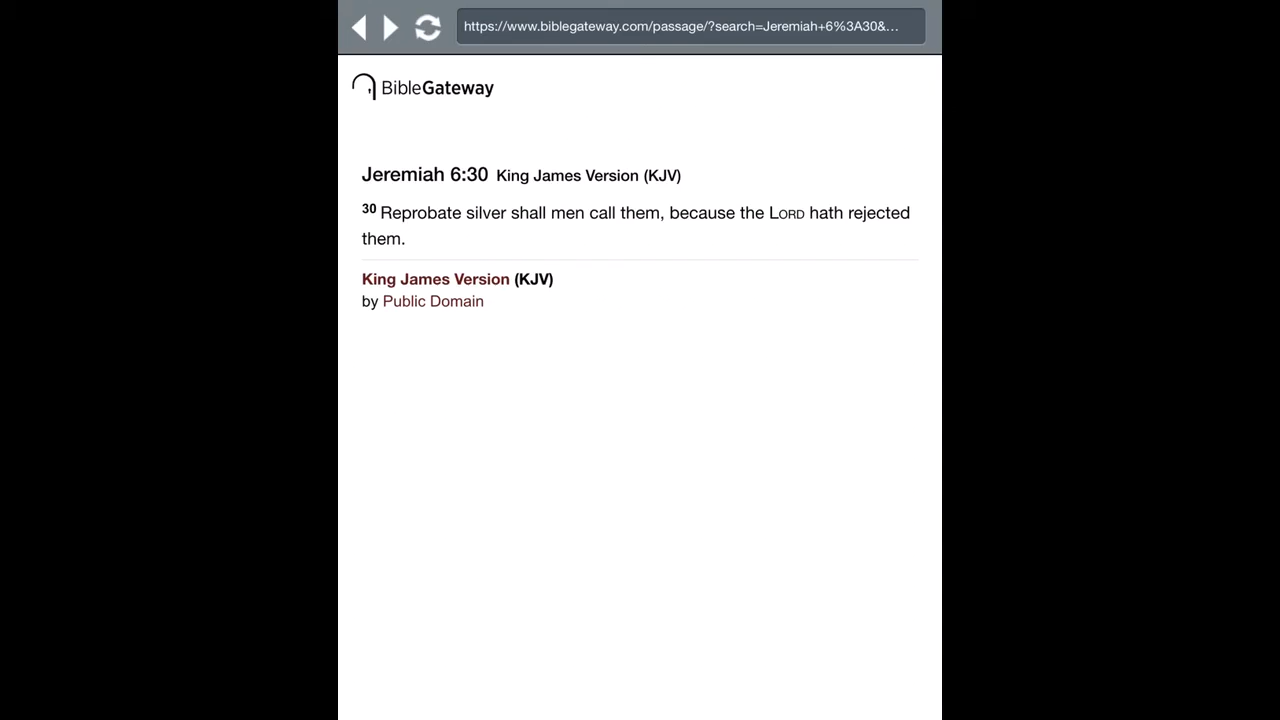 https://www.biblegateway.com/passage/?search=Jeremiah+6%3A30&…
BibleGateway
Jeremiah 6:30 King James Version (KJV)
30 Reprobate silver shall men call them, because the LORD hath rejected
them.
King James Version (KJV)
by Public Domain